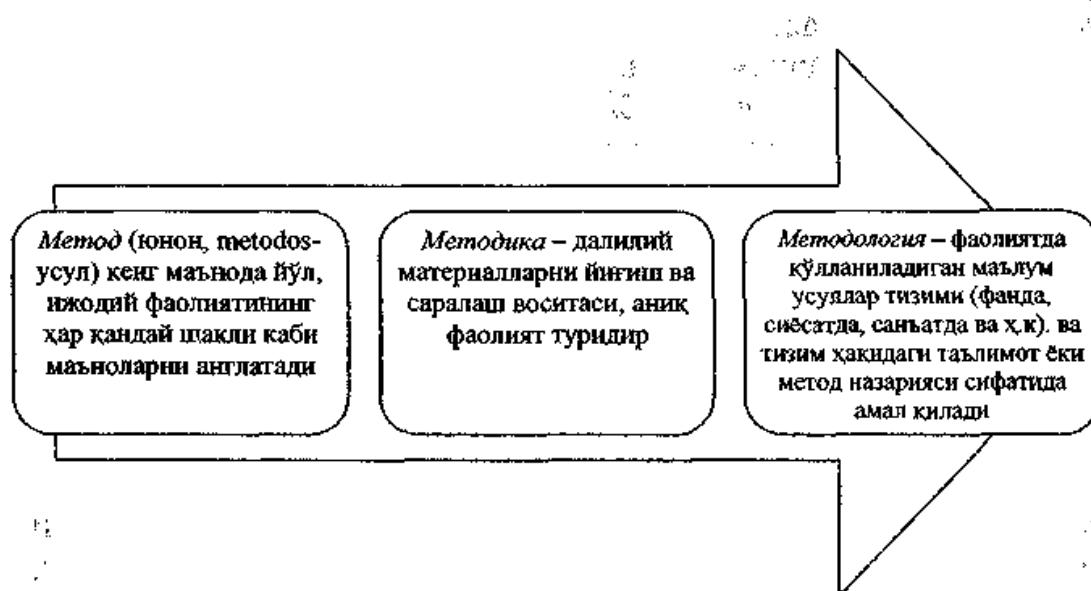 Метод (юнон, metodos-
усул) кенг маънода йўл,
ижодий фаолиятининг
ҳар қандай шакли каби
маъноларни англатади
Методика – далилий
материалларни йиғиш ва
саралаш воситаси, аниқ
фаолият туридир
Методология – фаолиятда
қўлланиладиган маълум
усуллар тизими (фанда,
сиёсатда, санъатда ва ҳ.к). ва
тизим ҳақидаги таълимот ёки
метод назарияси сифатида
амал қилади